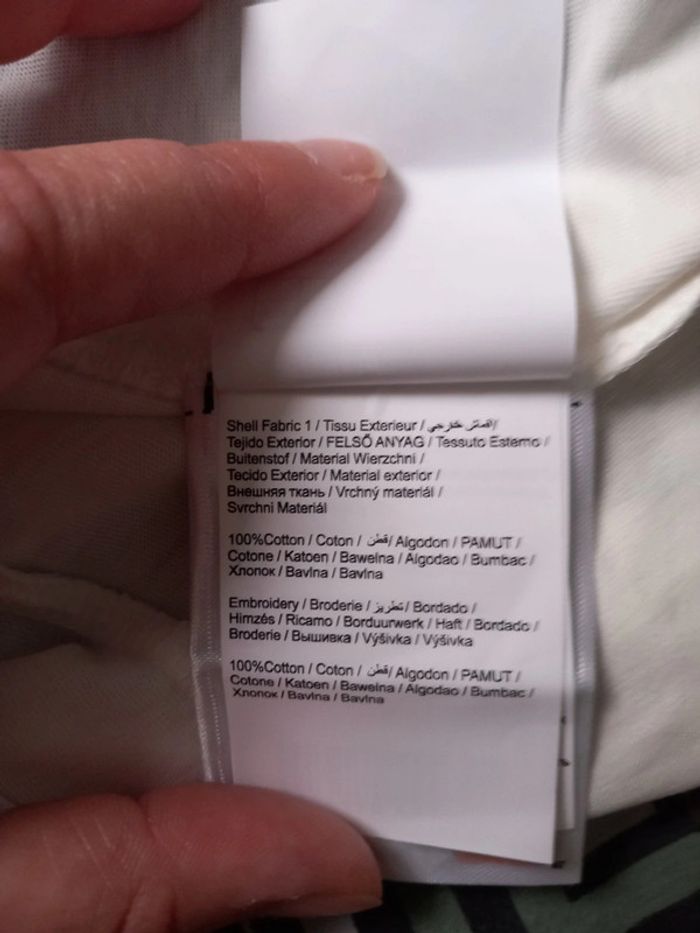 Shell Fabric 1 / Tissu Exterieur / قماش خارجي/
Tejido Exterior / FELSŐ ANYAG / Tessuto Esterno /
Buitenstof / Material Wierzchni /
Tecido Exterior / Material exterior /
Внешняя ткань / Vrchný materiál /
Svrchni Materiál
100%Cotton / Coton / قطن/ Algodon / PAMUT /
Cotone / Katoen / Bawelna / Algodao / Bumbac /
Хлопок / Bavlna / Bavlna
Embroidery / Broderie / تطريز / Bordado /
Himzés / Ricamo / Borduurwerk / Haft / Bordado /
Broderie / Вышивка / Výšivka / Výšivka
100%Cotton / Coton / قطن/ Algodon / PAMUT /
Cotone / Katoen / Bawelna / Algodao / Bumbac /
Хлопок / Bavlna / Bavlna